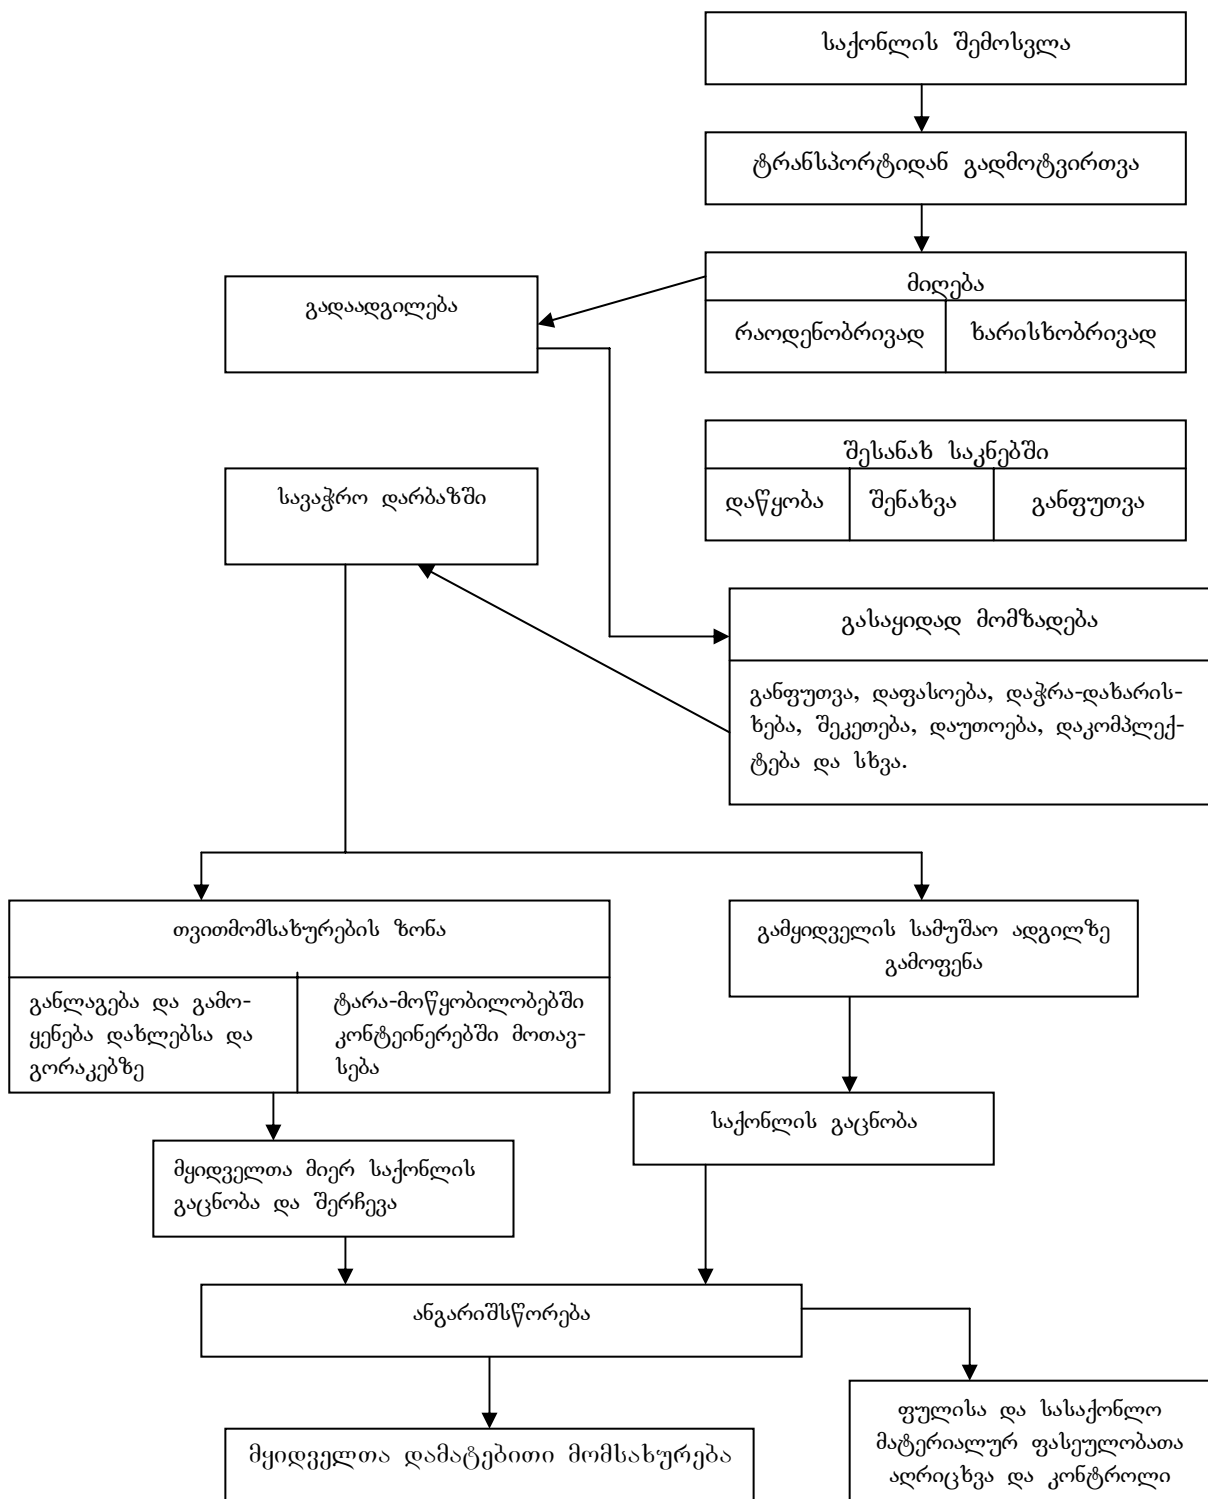 საქონლის შემოსვლა
ტრანსპორტიდან გადმოტვირთვა
მიღება
რაოდენობრივად
ხარისხობრივად
გადაადგილება
შესანახ საკნებში
დაწყობა
შენახვა
განფუთვა
სავაჭრო დარბაზში
გასაყიდად მომზადება
განფუთვა, დაფასოება, დაჭრა-დახარის-
ხება, შეკეთება, დაუთოება, დაკომპლექ-
ტება და სხვა.
თვითმომსახურების ზონა
განლაგება და გამო-
ყენება დახლებსა და
გორაკებზე
ტარა-მოწყობილობებში
კონტეინერებში მოთავ-
სება
გამყიდველის სამუშაო ადგილზე
გამოფენა
საქონლის გაცნობა
მყიდველთა მიერ საქონლის
გაცნობა და შერჩევა
ანგარიშსწორება
მყიდველთა დამატებითი მომსახურება
ფულისა და სასაქონლო
მატერიალურ ფასეულობათა
აღრიცხვა და კონტროლი